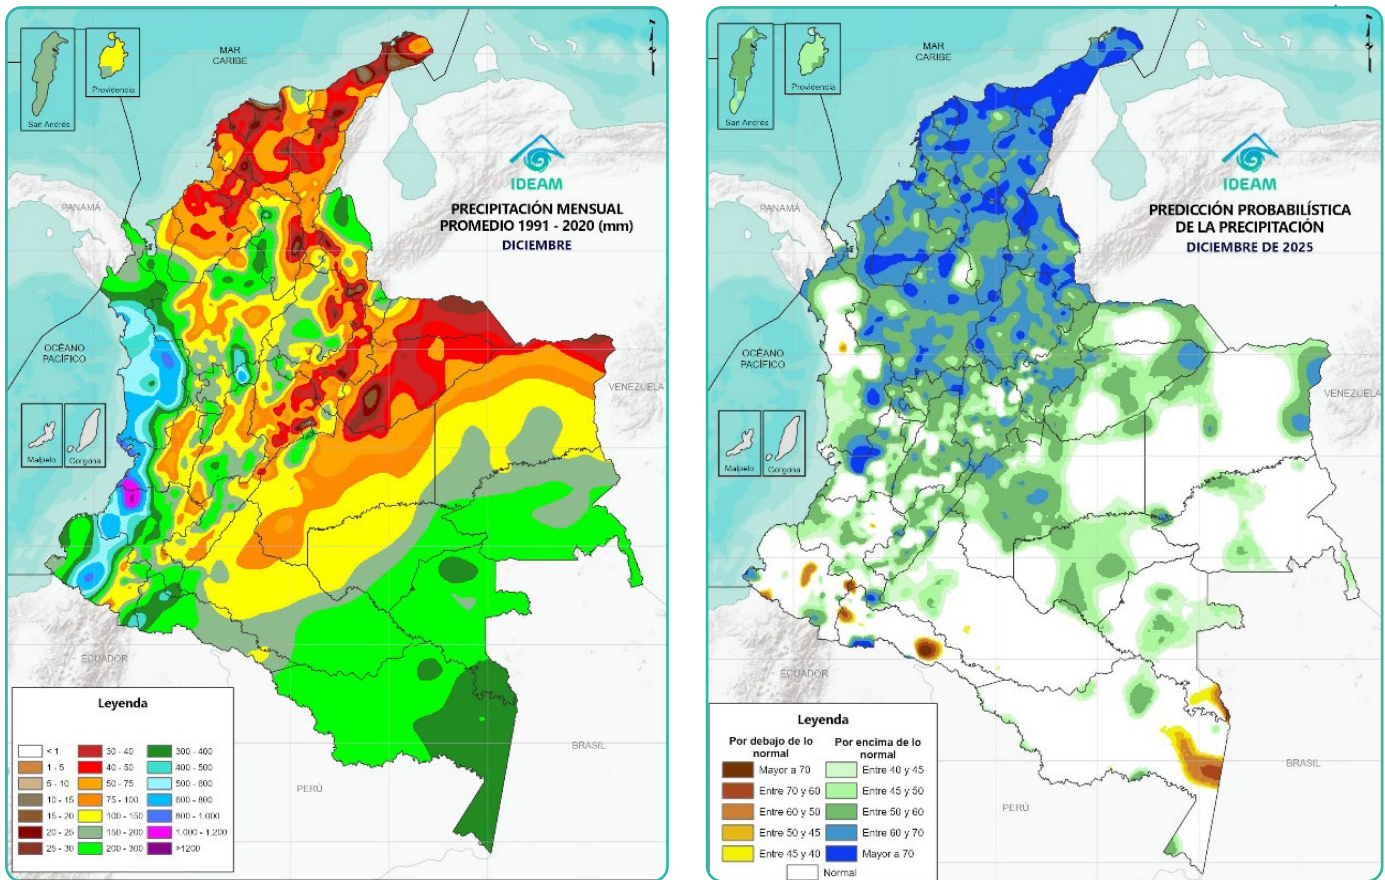 MAR
CARIBE
Providencia
San Andrés
IDEAM
PRECIPITACIÓN MENSUAL
PROMEDIO 1991 - 2020 (mm)
DICIEMBRE
PANAMÁ
OCÉANO
PACÍFICO
VENEZUELA
Malpelo
Gorgona
ECUADOR
BRASIL
PERÚ
Leyenda
< 1
1 - 5
5 - 10
10 - 15
15 - 20
20 - 25
25 - 30
30 - 40
40 - 50
50 - 75
75 - 100
100 - 150
150 - 200
200 - 300
300 - 400
400 - 500
500 - 600
600 - 800
800 - 1.000
1.000 - 1.200
>1200
MAR
CARIBE
Providencia
San Andrés
IDEAM
PREDICCIÓN PROBABILÍSTICA
DE LA PRECIPITACIÓN
DICIEMBRE DE 2025
PANAMÁ
OCÉANO
PACÍFICO
VENEZUELA
Malpelo
Gorgona
ECUADOR
BRASIL
PERÚ
Leyenda
Por debajo de lo
normal
Mayor a 70
Entre 70 y 60
Entre 60 y 50
Entre 50 y 45
Entre 45 y 40
Por encima de lo
normal
Entre 40 y 45
Entre 45 y 50
Entre 50 y 60
Entre 60 y 70
Mayor a 70
Normal